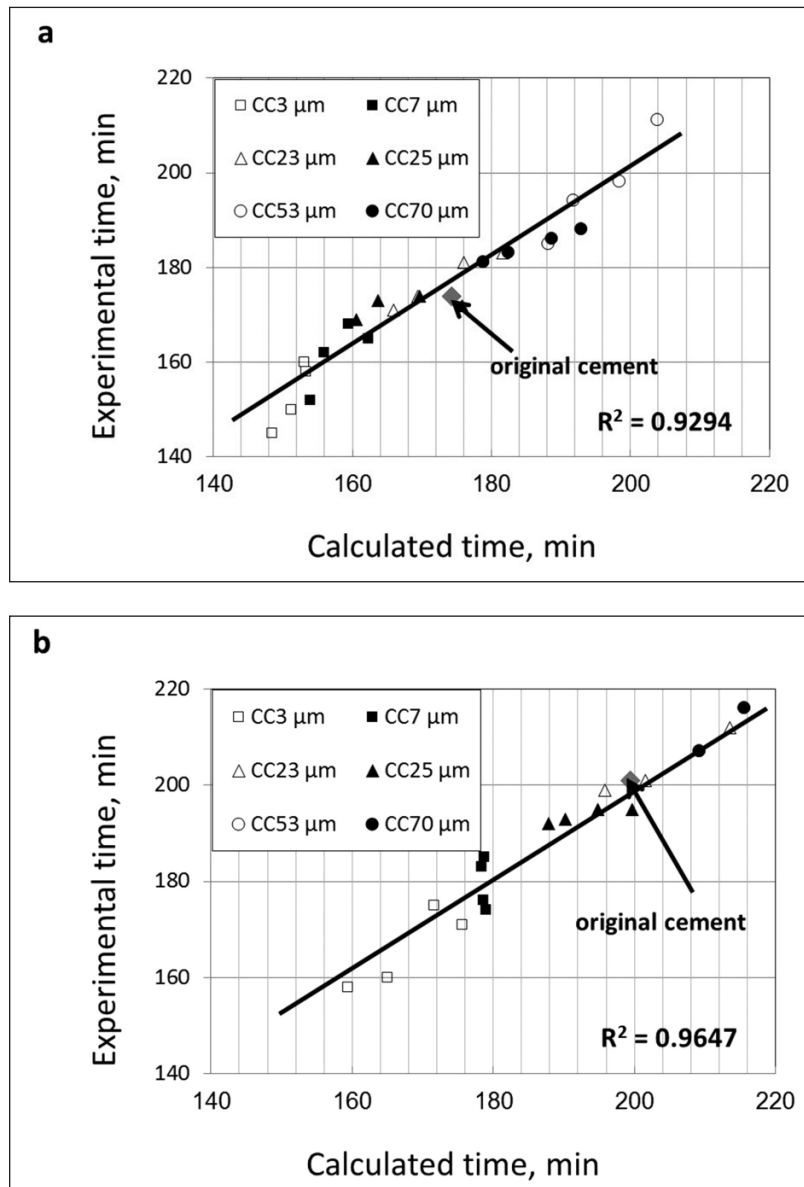 a
Experimental time, min
220
200
180
160
140
CC3 µm CC7 µm
CC23 µm CC25 µm
CC53 µm CC70 µm
original cement
R² = 0.9294
140 160 180 200 220
Calculated time, min
b
Experimental time, min
220
200
180
160
140
CC3 µm CC7 µm
CC23 µm CC25 µm
CC53 µm CC70 µm
original cement
R² = 0.9647
140 160 180 200 220
Calculated time, min